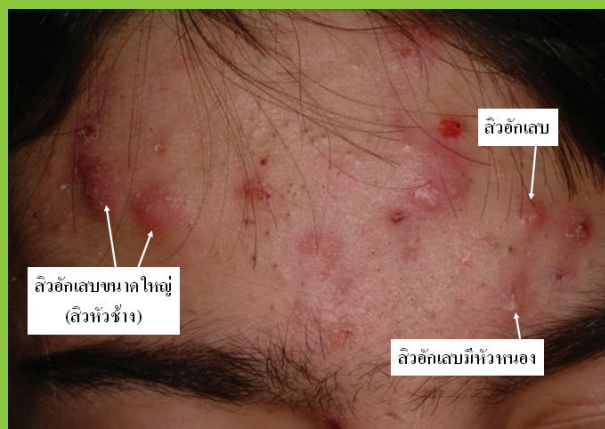 สิวอักเสบ
สิวอักเสบขนาดใหญ่
(สิวหัวช้าง)
สิวอักเสบมีหัวหนอง